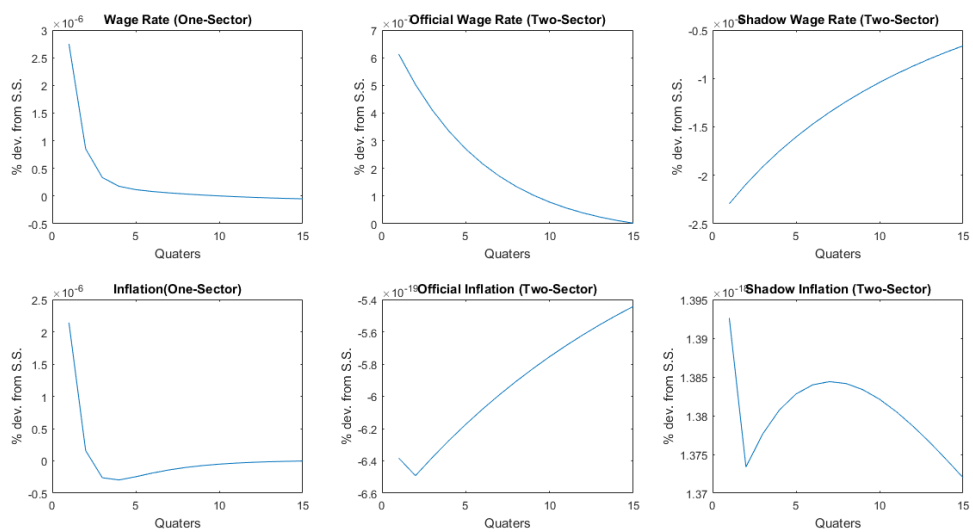 Wage Rate (One-Sector)
×10⁻⁶
3
2.5
2
1.5
1
0.5
0
-0.5
% dev. from S.S.
0 5 10 15
Quaters
Official Wage Rate (Two-Sector)
7
6
5
4
3
2
1
0
% dev. from S.S.
0 5 10 15
Quaters
Shadow Wage Rate (Two-Sector)
-0.5
-1
-1.5
-2
-2.5
% dev. from S.S.
0 5 10 15
Quaters
Inflation(One-Sector)
×10⁻⁶
2.5
2
1.5
1
0.5
0
-0.5
% dev. from S.S.
0 5 10 15
Quaters
Official Inflation (Two-Sector)
×10⁻¹⁹
-5.4
-5.6
-5.8
-6
-6.2
-6.4
-6.6
% dev. from S.S.
0 5 10 15
Quaters
Shadow Inflation (Two-Sector)
1.395
1.39
1.385
1.38
1.375
1.37
% dev. from S.S.
0 5 10 15
Quaters